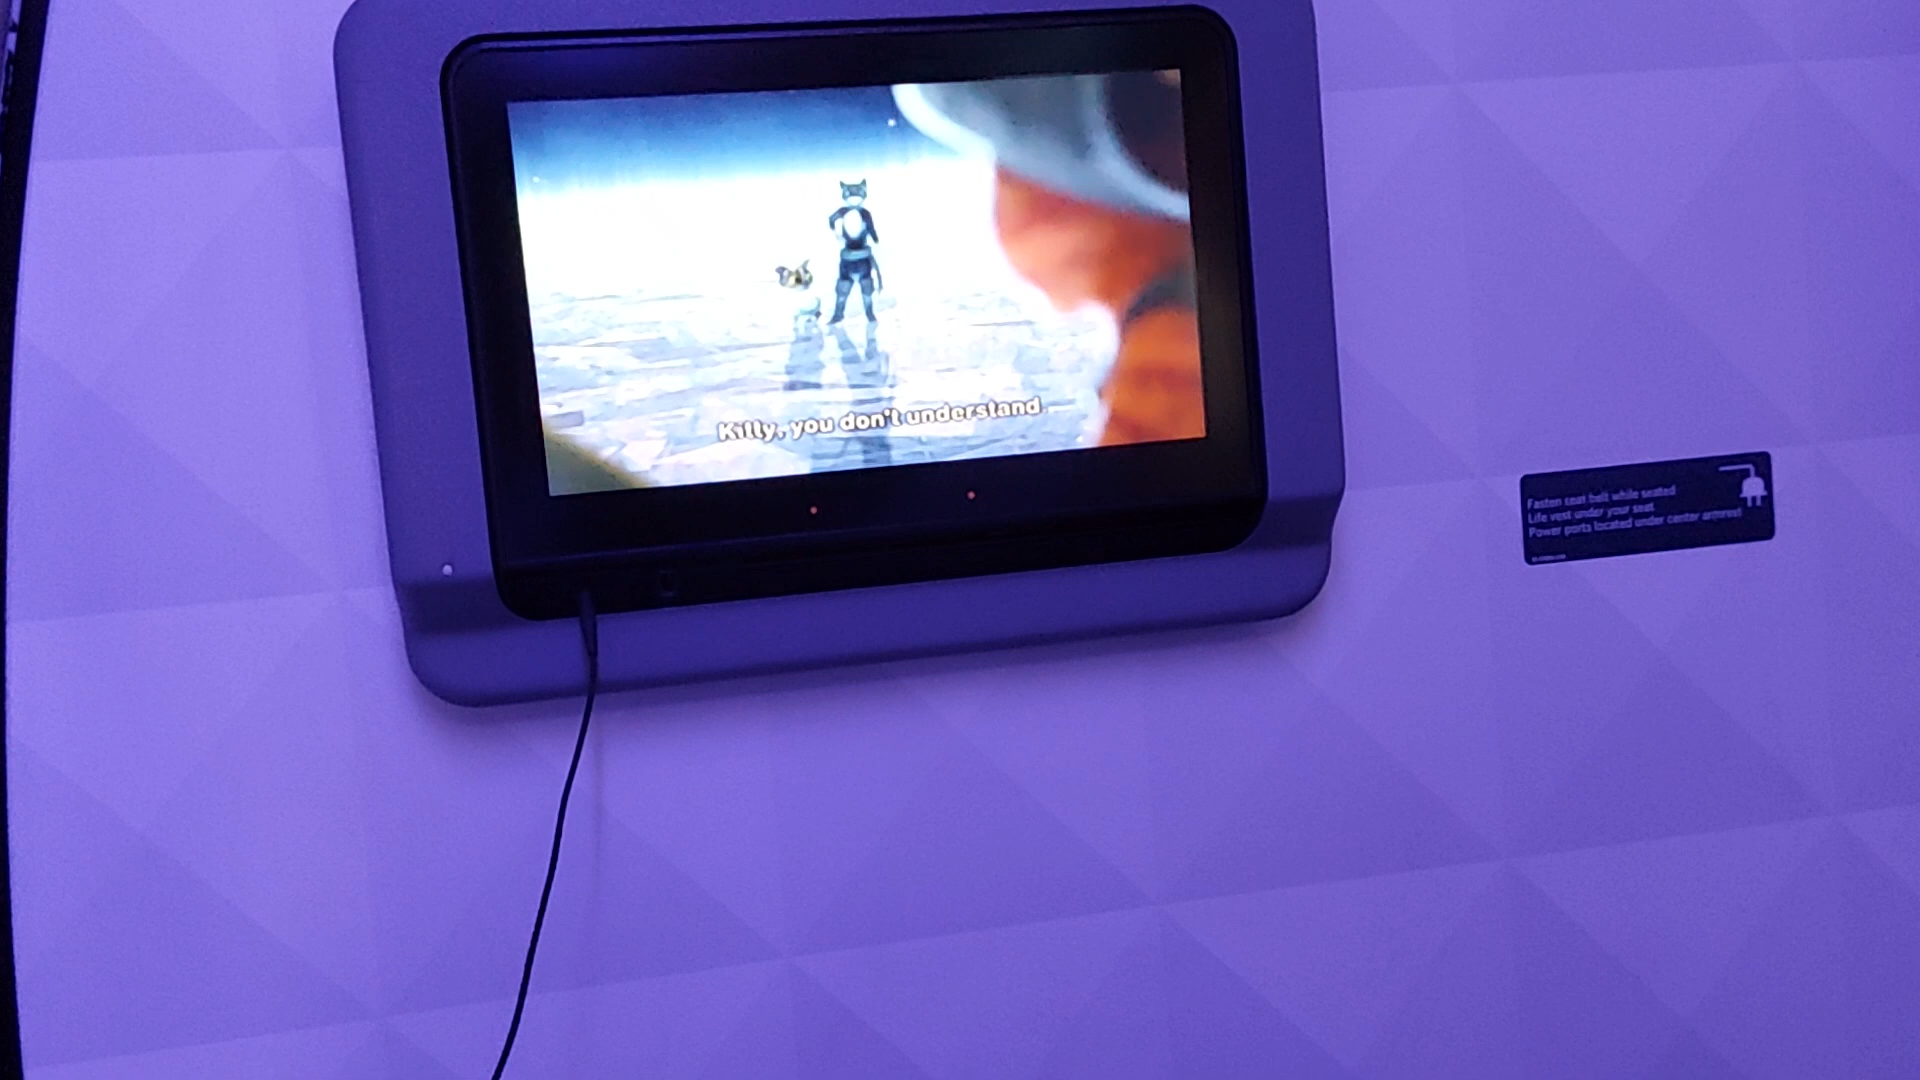 Kitty, you don't understand
Fasten seat belt while seated
Life vest under your seat
Power ports located under center armrest